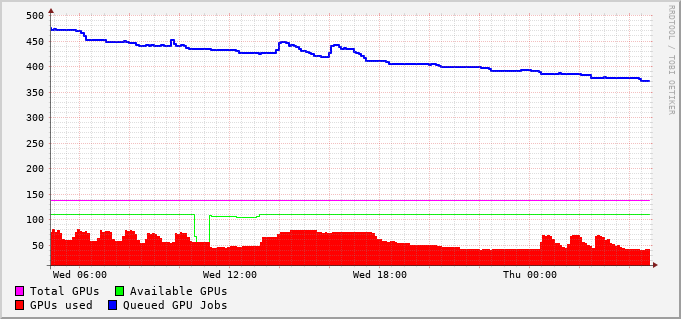 500
450
400
350
300
250
200
150
100
50
Wed 06:00 Wed 12:00 Wed 18:00 Thu 00:00
Total GPUs Available GPUs
GPUs used Queued GPU Jobs
RRDTOOL / TOBI OETIKER